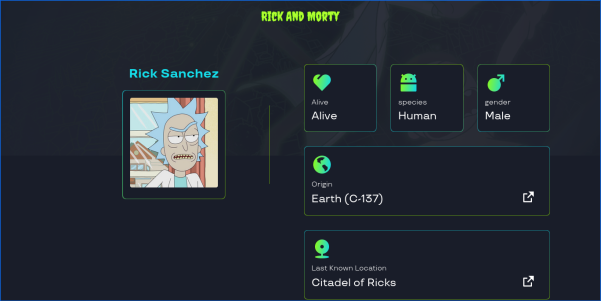 RICK AND MORTY
Rick Sanchez
Alive
Alive
species
Human
gender
Male
Origin
Earth (C-137)
Last Known Location
Citadel of Ricks